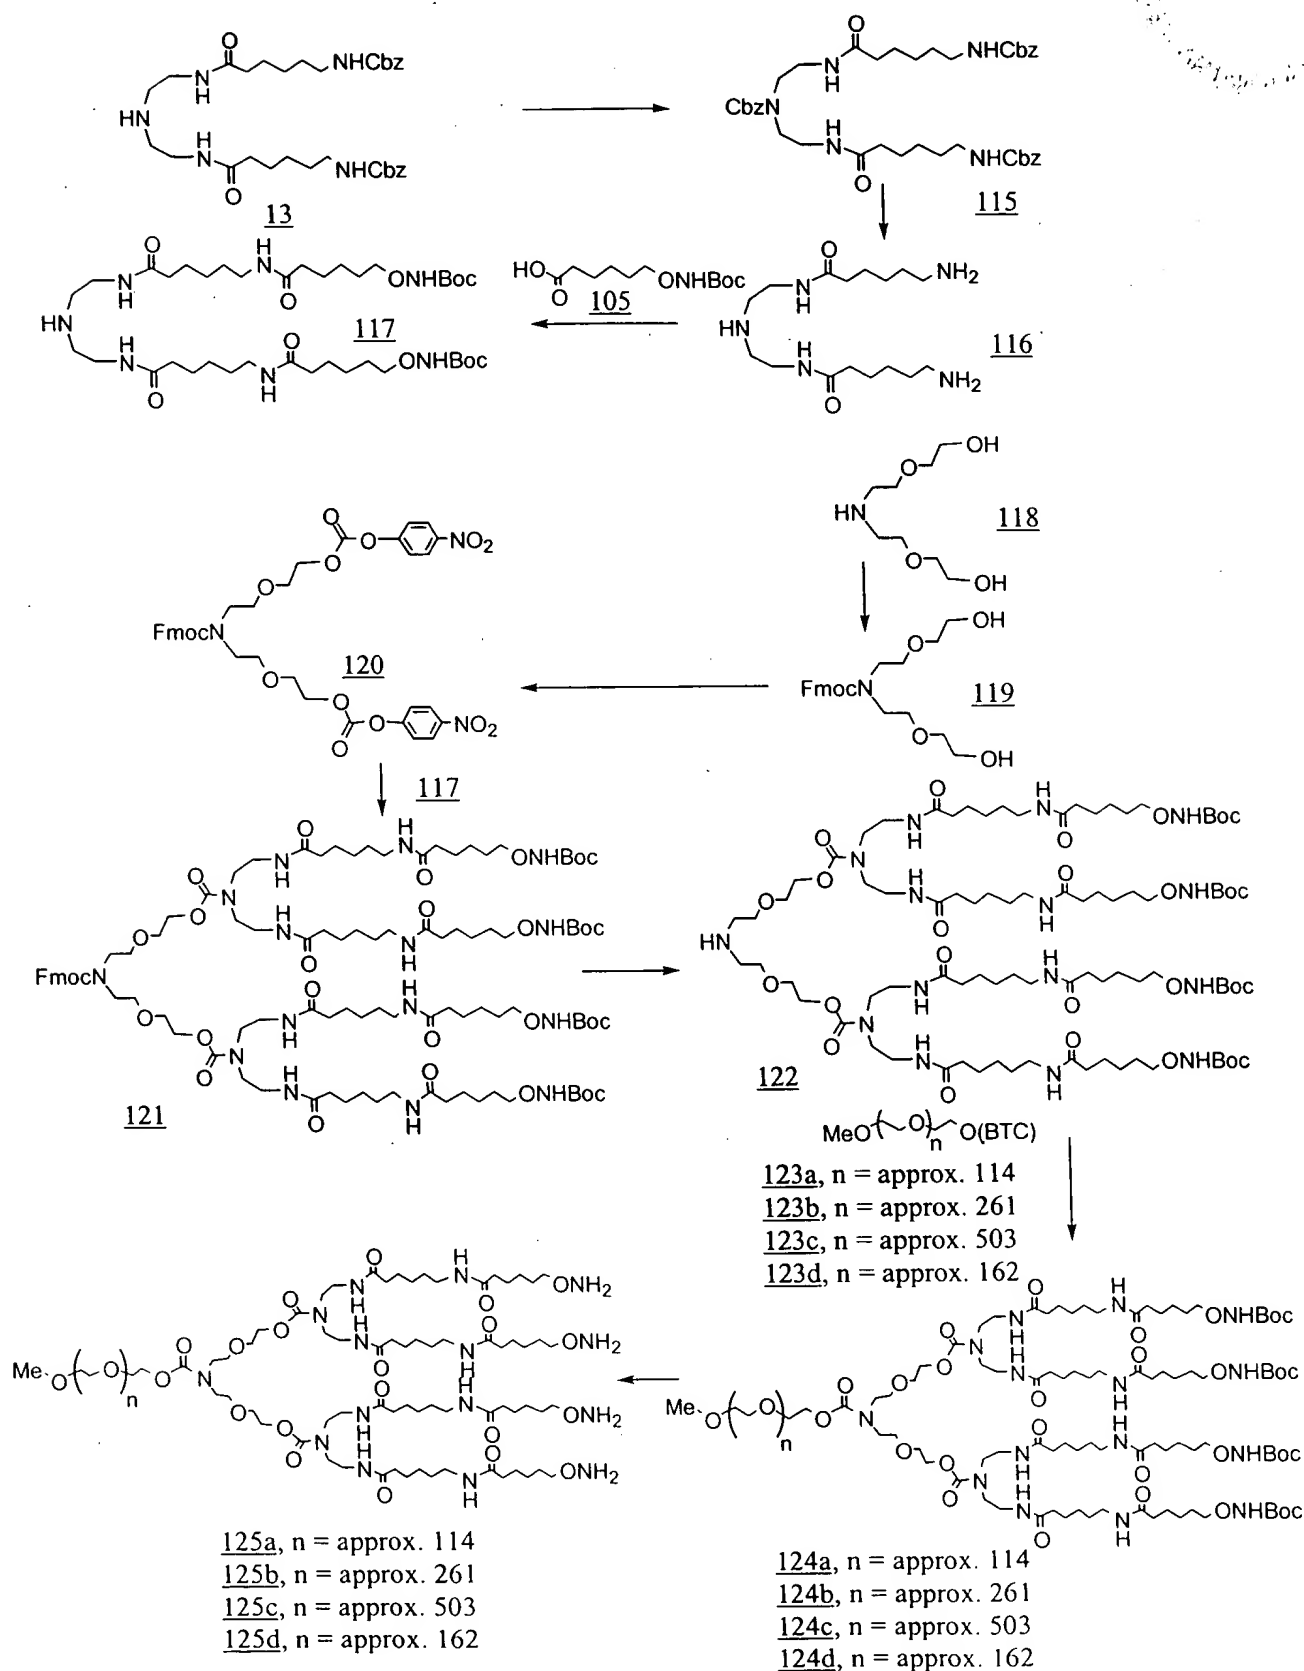 O
NHCbz
N
H
HN
H
N
NHCbz
O
13
O
NHCbz
N
H
CbzN
H
N
NHCbz
O
115
O
H
N
N
H
O
ONHBoc
HN
117
H
N
O
N
H
O
ONHBoc
HO
O
ONHBoc
105
O
NH2
N
H
HN
116
H
N
NH2
O
OH
O
HN
118
O
OH
O
O
O
NO2
O
O
FmocN
120
O
O
O
O
NO2
O
OH
O
FmocN
119
O
OH
117
O
H
N
N
H
O
ONHBoc
O
N
O
H
N
O
O
N
H
ONHBoc
O
FmocN
O
O
H
N
N
H
O
ONHBoc
O
N
O
H
N
O
O
N
H
ONHBoc
121
O
H
N
N
H
O
ONHBoc
O
N
O
H
N
O
O
N
H
ONHBoc
O
HN
O
O
H
N
N
H
O
ONHBoc
O
N
O
H
N
O
O
N
H
ONHBoc
122
MeO(O)n O(BTC)
123a, n = approx. 114
123b, n = approx. 261
123c, n = approx. 503
123d, n = approx. 162
O
H
N
N
H
O
ONH2
O
N
O
H
N
O
O
N
H
ONH2
Me
O
(O)n
O
O
N
O
O
O
H
N
N
H
O
ONH2
O
N
O
H
N
O
O
N
H
ONH2
125a, n = approx. 114
125b, n = approx. 261
125c, n = approx. 503
125d, n = approx. 162
O
H
N
N
H
O
ONHBoc
O
N
O
H
N
O
O
N
H
ONHBoc
Me
O
(O)n
O
O
N
O
O
O
H
N
N
H
O
ONHBoc
O
N
O
H
N
O
O
N
H
ONHBoc
124a, n = approx. 114
124b, n = approx. 261
124c, n = approx. 503
124d, n = approx. 162